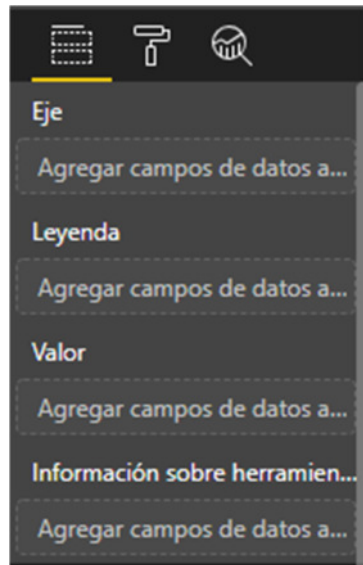 Eje
Agregar campos de datos a...
Leyenda
Agregar campos de datos a...
Valor
Agregar campos de datos a...
Información sobre herramien...
Agregar campos de datos a...